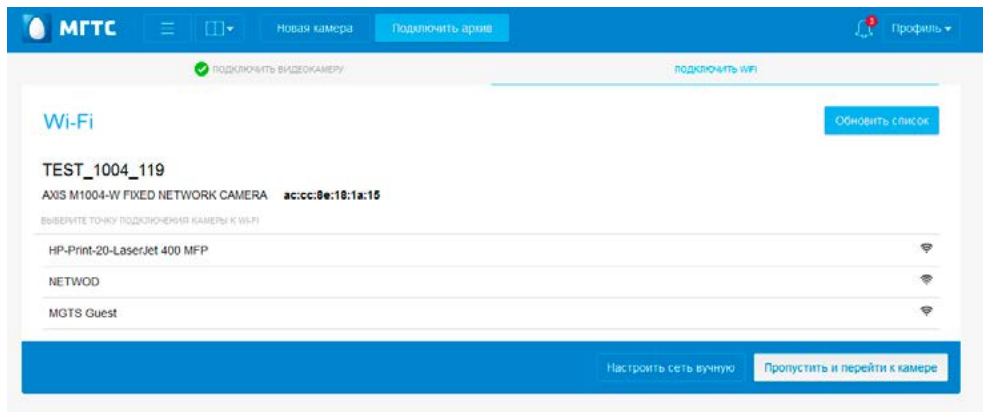 МГТС Новая камера Подключить архив 3 Профиль
ПОДКЛЮЧИТЬ ВИДЕОКАМЕРУ ПОДКЛЮЧИТЬ WIFI
Wi-Fi Обновить список
TEST_1004_119
AXIS M1004-W FIXED NETWORK CAMERA ac:cc:8e:18:1a:15
ВЫБЕРИТЕ ТОЧКУ ПОДКЛЮЧЕНИЯ КАМЕРЫ К WI-FI
HP-Print-20-LaserJet 400 MFP
NETWOD
MGTS Guest
Настроить сеть вучную Пропустить и перейти к камере